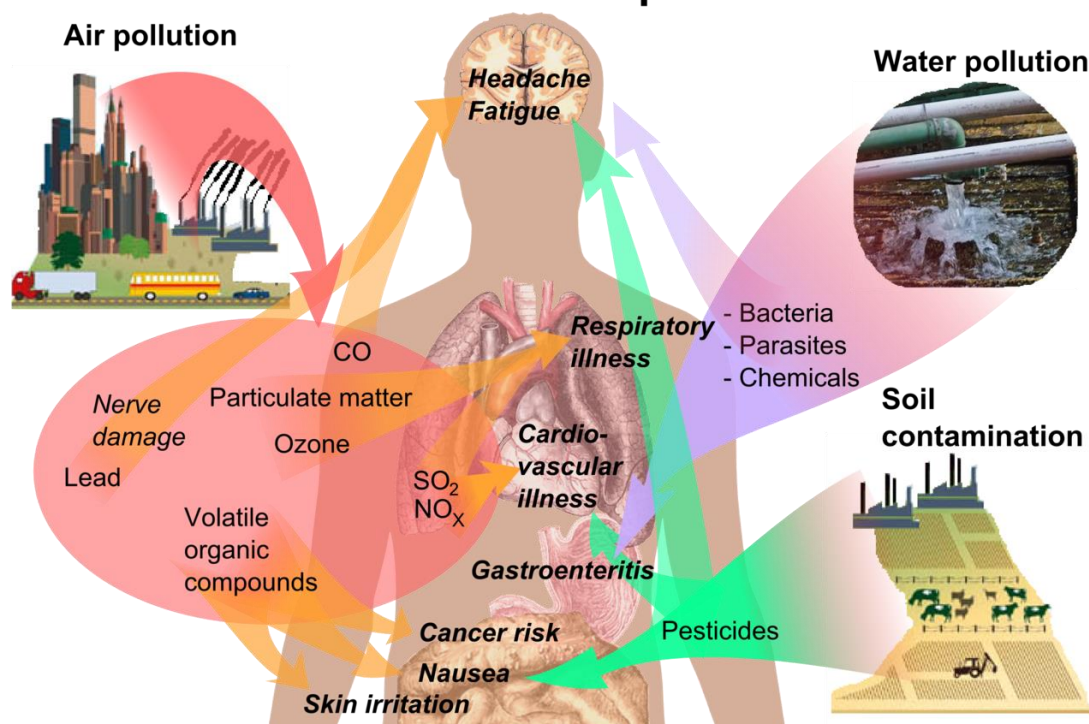 Air pollution
Water pollution
Headache
Fatigue
Respiratory
illness
- Bacteria
- Parasites
- Chemicals
CO
Particulate matter
Nerve
damage
Ozone
Lead
Cardio-
vascular
illness
SO2
NOX
Soil
contamination
Volatile
organic
compounds
Gastroenteritis
Pesticides
Cancer risk
Nausea
Skin irritation